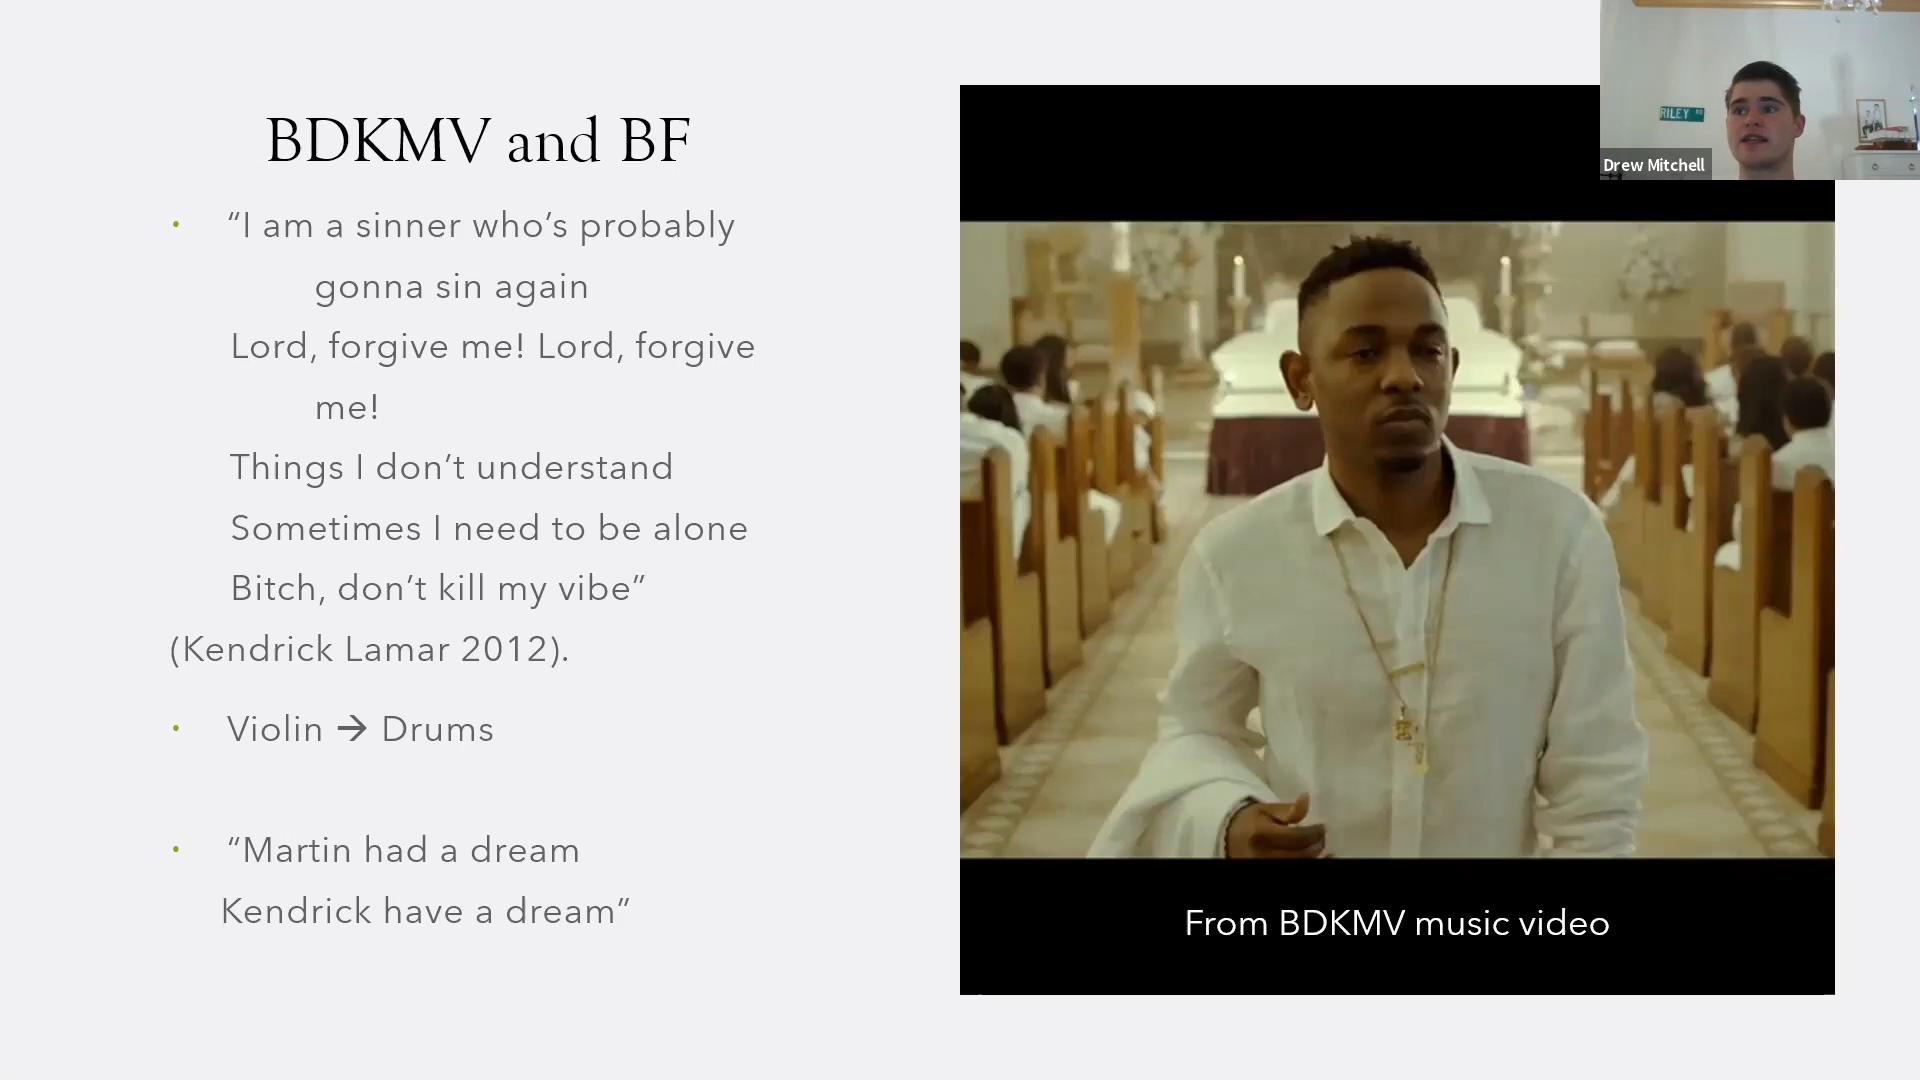 BDKMV and BF
• “I am a sinner who’s probably
gonna sin again
Lord, forgive me! Lord, forgive
me!
Things I don’t understand
Sometimes I need to be alone
Bitch, don’t kill my vibe”
(Kendrick Lamar 2012).
• Violin → Drums
• “Martin had a dream
Kendrick have a dream”
From BDKMV music video
RILEY RD
Drew Mitchell